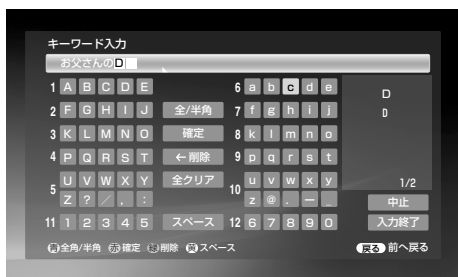 キーワード入力
お父さんのD
1 A B C D E 6 a b c d e D
2 F G H I J 全/半角 7 f g h i j D
3 K L M N O 確定 8 k l m n o
4 P Q R S T ←削除 9 p q r s t
5 U V W X Y 全クリア 10 u v w x y 1/2
Z ? / . : z @ . — _ 中止
11 1 2 3 4 5 スペース 12 6 7 8 9 0 入力終了
青 全角/半角 赤 確定 緑 削除 黄 スペース 戻る 前へ戻る